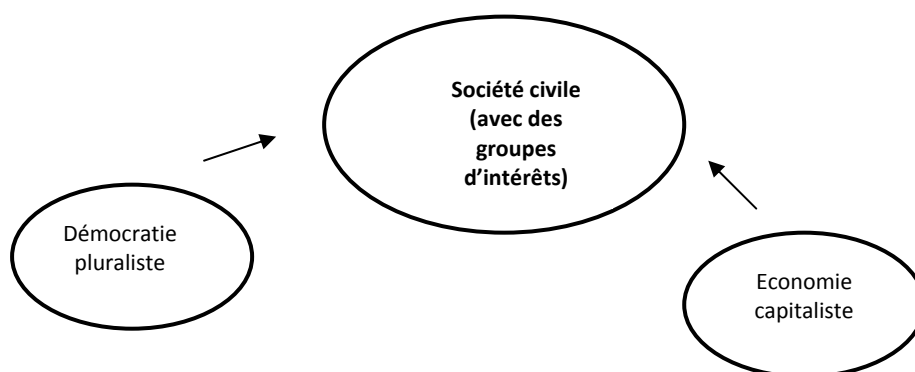 Société civile
(avec des
groupes
d’intérêts)
Démocratie
pluraliste
Economie
capitaliste